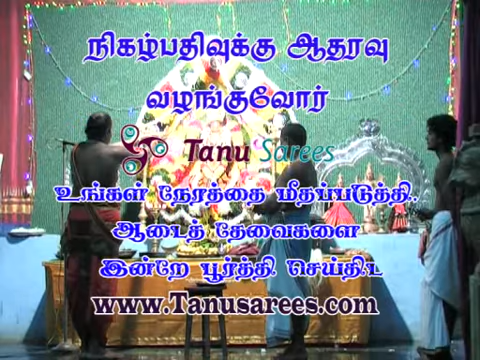 நிகழ்பதிவுக்கு ஆதரவு
வழங்குவோர்
Tanu Sarees
உங்கள் நேரத்தை மீதப்படுத்தி.
ஆடைத் தேவைகளை
இன்றே பூர்த்தி செய்திட
www.Tanusarees.com